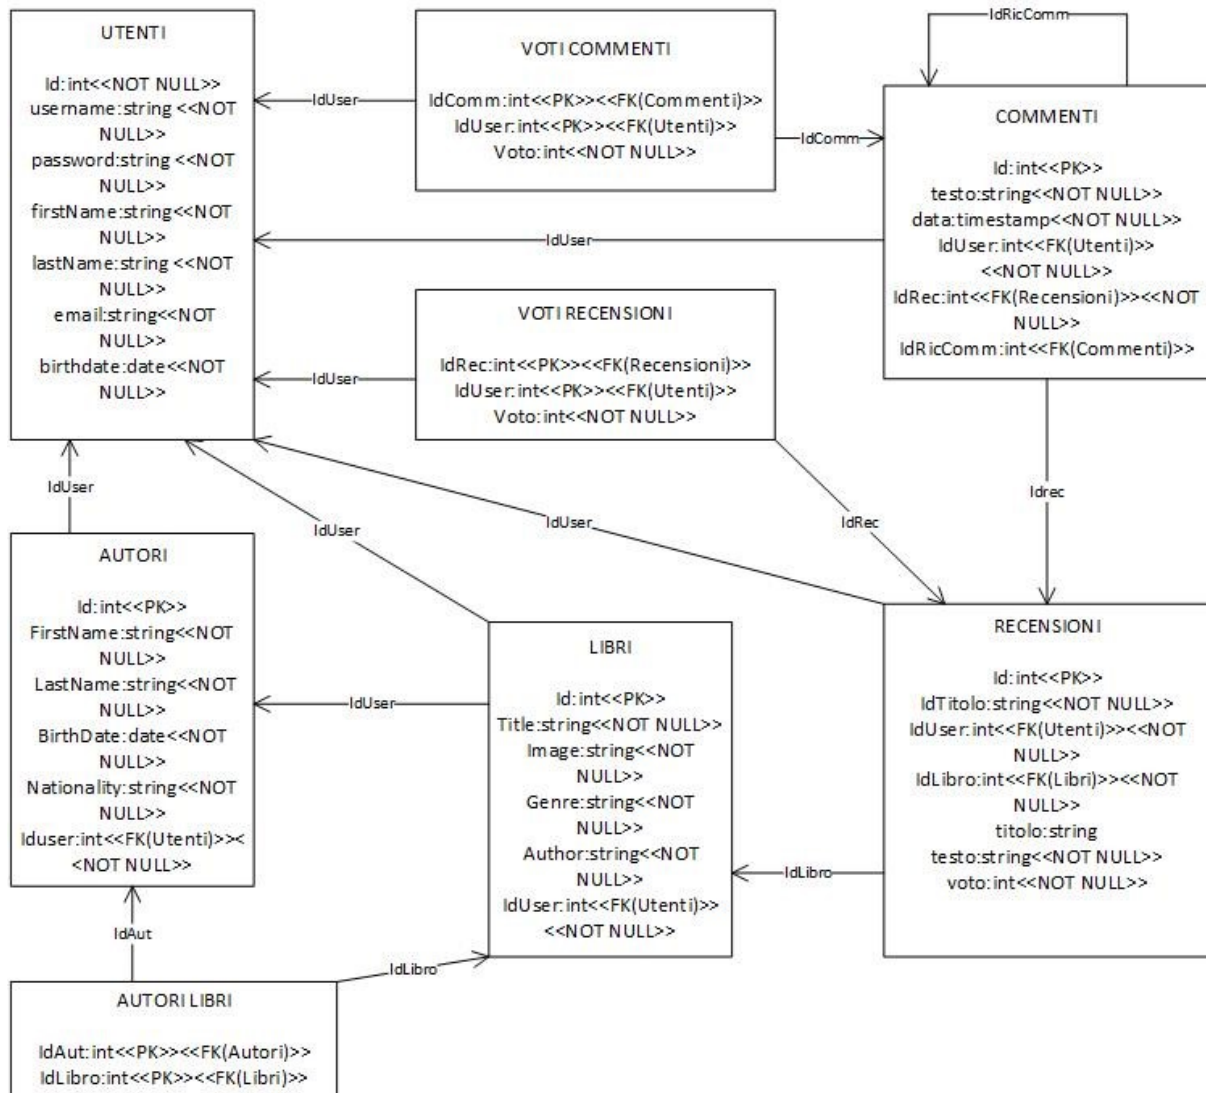 UTENTI
Id:int<<NOT NULL>>
username:string <<NOT
NULL>>
password:string <<NOT
NULL>>
firstName:string<<NOT
NULL>>
lastName:string <<NOT
NULL>>
email:string<<NOT
NULL>>
birthdate:date<<NOT
NULL>>
IdUser
VOTI COMMENTI
IdComm:int<<PK>><<FK(Commenti)>>
IdUser:int<<PK>><<FK(Utenti)>>
Voto:int<<NOT NULL>>
IdComm
IdRicComm
COMMENTI
Id:int<<PK>>
testo:string<<NOT NULL>>
data:timestamp<<NOT NULL>>
IdUser:int<<FK(Utenti)>>
<<NOT NULL>>
IdRec:int<<FK(Recensioni)>><<NOT
NULL>>
IdRicComm:int<<FK(Commenti)>>
IdUser
VOTI RECENSIONI
IdRec:int<<PK>><<FK(Recensioni)>>
IdUser:int<<PK>><<FK(Utenti)>>
Voto:int<<NOT NULL>>
IdUser
IdUser
IdUser
IdUser
IdRec
Idrec
AUTORI
Id:int<<PK>>
FirstName:string<<NOT
NULL>>
LastName:string<<NOT
NULL>>
BirthDate:date<<NOT
NULL>>
Nationality:string<<NOT
NULL>>
Iduser:int<<FK(Utenti)>><
<NOT NULL>>
IdUser
LIBRI
Id:int<<PK>>
Title:string<<NOT NULL>>
Image:string<<NOT
NULL>>
Genre:string<<NOT
NULL>>
Author:string<<NOT
NULL>>
IdUser:int<<FK(Utenti)>>
<<NOT NULL>>
IdLibro
RECENSIONI
Id:int<<PK>>
IdTitolo:string<<NOT NULL>>
IdUser:int<<FK(Utenti)>><<NOT
NULL>>
IdLibro:int<<FK(Libri)>><<NOT
NULL>>
titolo:string
testo:string<<NOT NULL>>
voto:int<<NOT NULL>>
IdAut
IdLibro
AUTORI LIBRI
IdAut:int<<PK>><<FK(Autori)>>
IdLibro:int<<PK>><<FK(Libri)>>